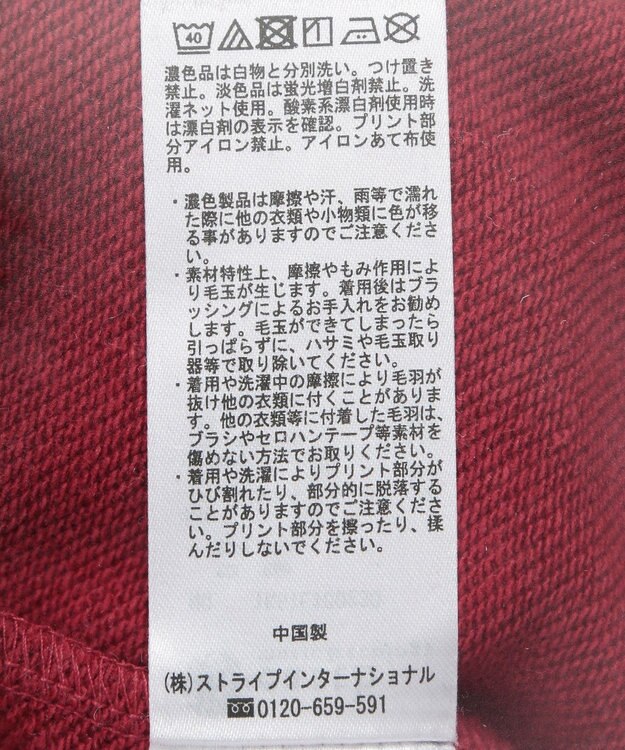 40
濃色品は白物と分別洗い。つけ置き
禁止。淡色品は蛍光増白剤禁止。洗
濯ネット使用。酸素系漂白剤使用時
は漂白剤の表示を確認。プリント部
分アイロン禁止。アイロンあて布使
用。
・濃色製品は摩擦や汗、雨等で濡れ
た際に他の衣類や小物類に色が移
る事がありますのでご注意くださ
い。
・素材特性上、摩擦やもみ作用によ
り毛玉が生じます。着用後はブラ
ッシングによるお手入れをお勧め
します。毛玉ができてしまったら
引っぱらずに、ハサミや毛玉取り
器等で取り除いてください。
・着用や洗濯中の摩擦により毛羽が
抜け他の衣類に付くことがありま
す。他の衣類等に付着した毛羽は、
ブラシやセロハンテープ等素材を
傷めない方法でお取りください。
・着用や洗濯によりプリント部分が
ひび割れたり、部分的に脱落する
ことがありますのでご注意くださ
い。プリント部分を擦ったり、揉
んだりしないでください。
中国製
(株)ストライプインターナショナル
0120-659-591